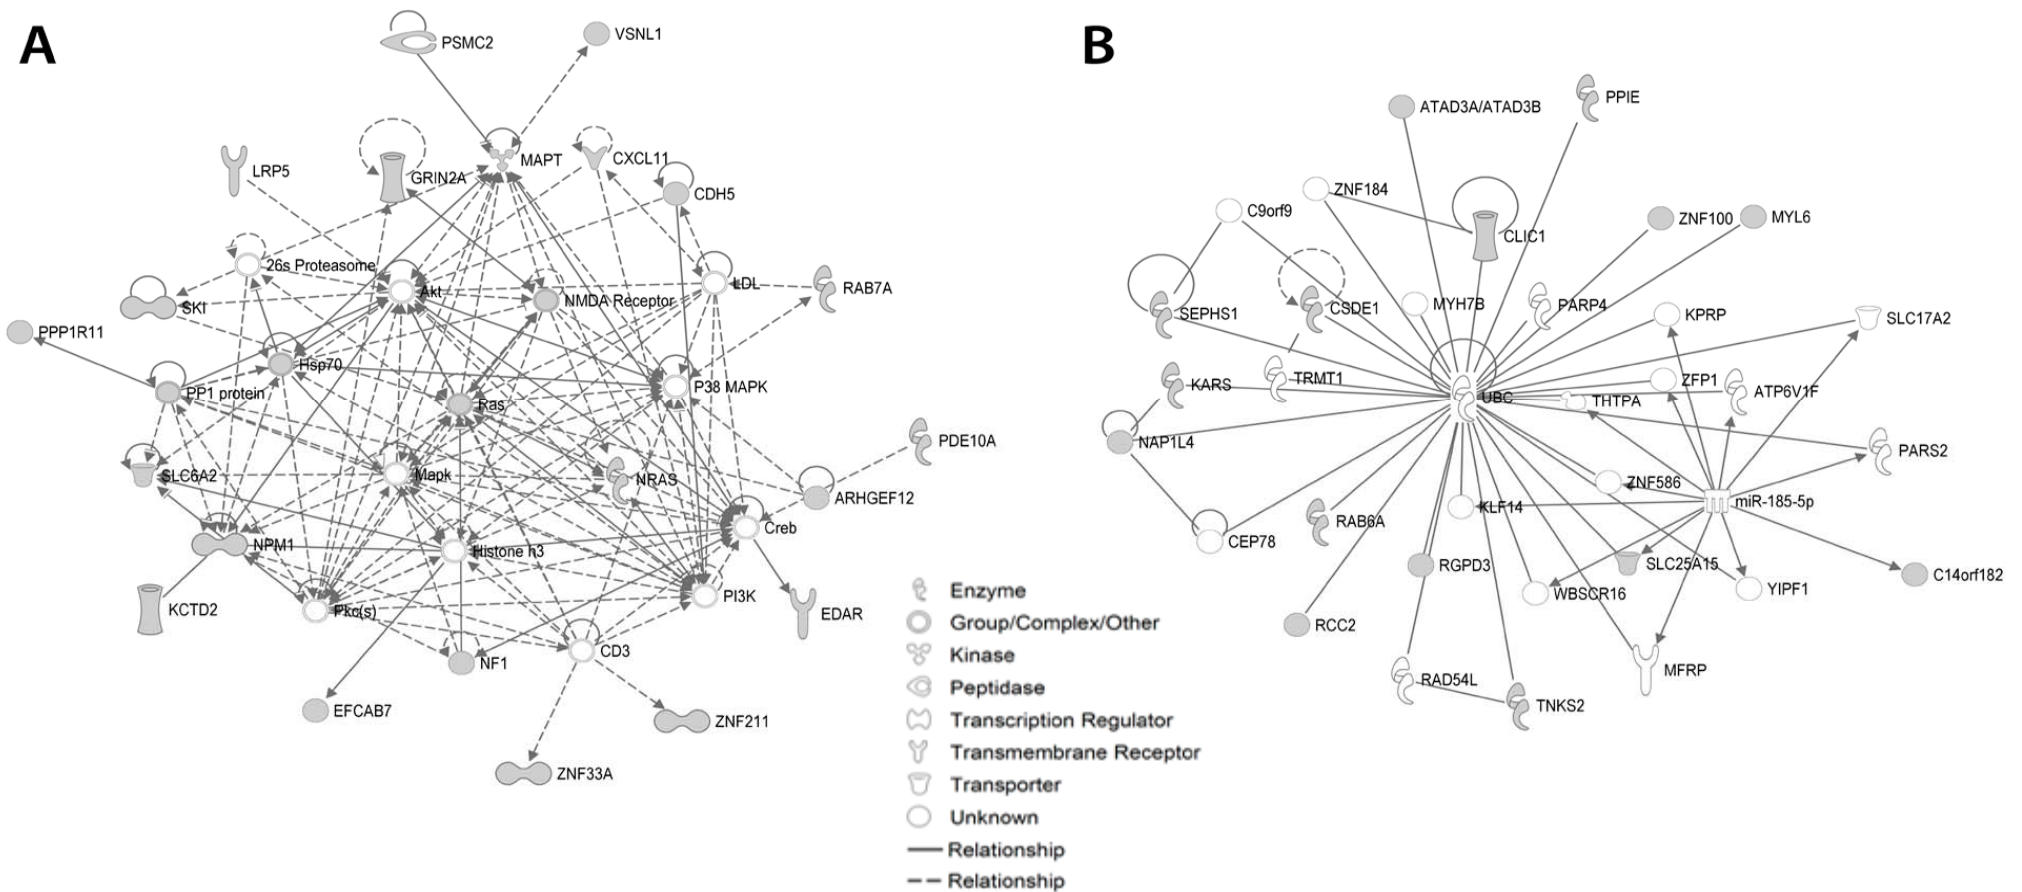 A
PSMC2
VSNL1
LRP5
GRIN2A
MAPT
CXCL11
CDH5
26s Proteasome
Akt
NMDA Receptor
LDL
RAB7A
SKI
PPP1R11
Hsp70
PP1 protein
Ras
P38 MAPK
PDE10A
SLC6A2
Mapk
NRAS
ARHGEF12
Creb
NPM1
Histone h3
KCTD2
Pkc(s)
PI3K
EDAR
NF1
CD3
EFCAB7
ZNF211
ZNF33A
Enzyme
Group/Complex/Other
Kinase
Peptidase
Transcription Regulator
Transmembrane Receptor
Transporter
Unknown
Relationship
Relationship
B
ATAD3A/ATAD3B
PPIE
ZNF184
C9orf9
CLIC1
ZNF100
MYL6
SEPHS1
CSDE1
MYH7B
PARP4
KPRP
SLC17A2
KARS
TRMT1
UBC
THTPA
ZFP1
ATP6V1F
NAP1L4
PARS2
ZNF586
miR-185-5p
KLF14
RAB6A
CEP78
RGPD3
SLC25A15
WBSCR16
YIPF1
C14orf182
RCC2
RAD54L
TNKS2
MFRP